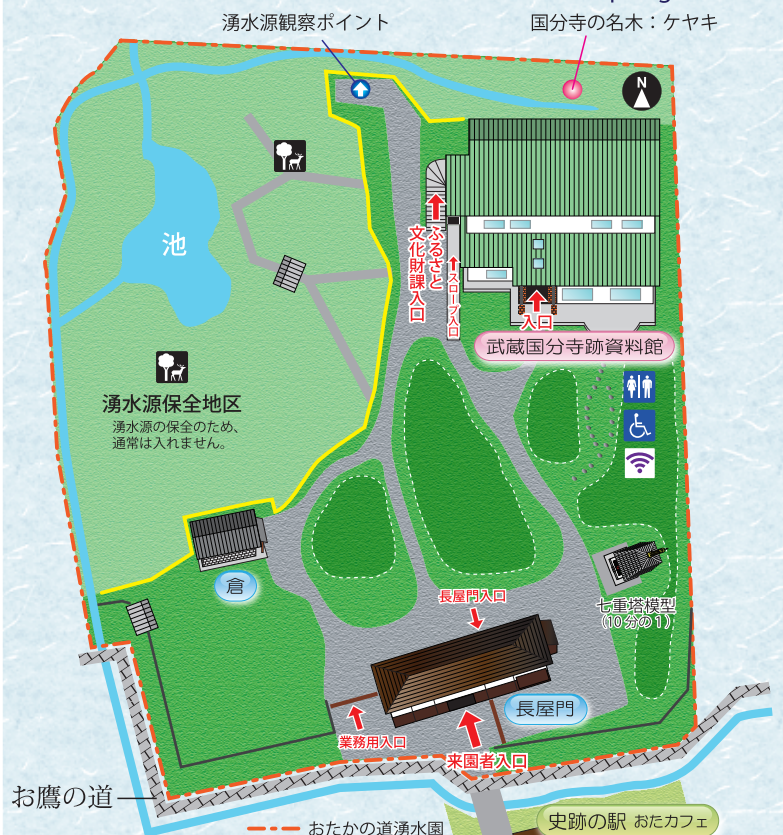 湧水源観察ポイント
国分寺の名木：ケヤキ
N
池
文化財課入口
ふるさと
スロープ入口
入口
武蔵国分寺跡資料館
湧水源保全地区
湧水源の保全のため、
通常は入れません。
倉
七重塔模型
(10分の1)
長屋門入口
長屋門
業務用入口
来園者入口
お鷹の道
おたかの道湧水園
史跡の駅 おたカフェ